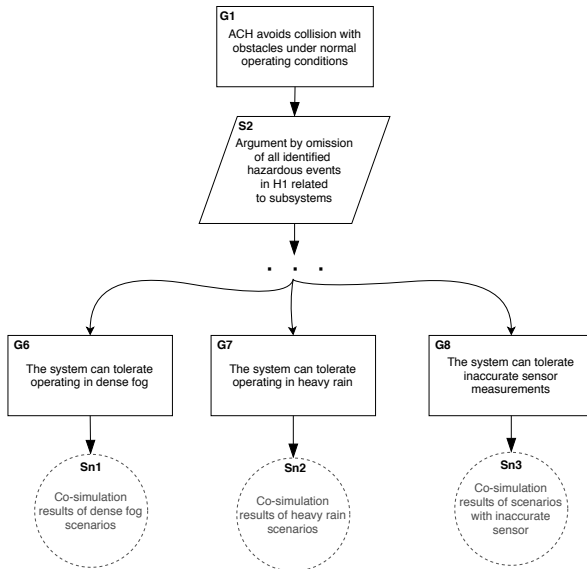 G1
ACH avoids collision with
obstacles under normal
operating conditions
S2
Argument by omission
of all identified
hazardous events
in H1 related
to subsystems
. . .
G6
The system can tolerate
operating in dense fog
G7
The system can tolerate
operating in heavy rain
G8
The system can tolerate
inaccurate sensor
measurements
Sn1
Co-simulation
results of dense fog
scenarios
Sn2
Co-simulation
results of heavy rain
scenarios
Sn3
Co-simulation
results of scenarios
with inaccurate
sensor